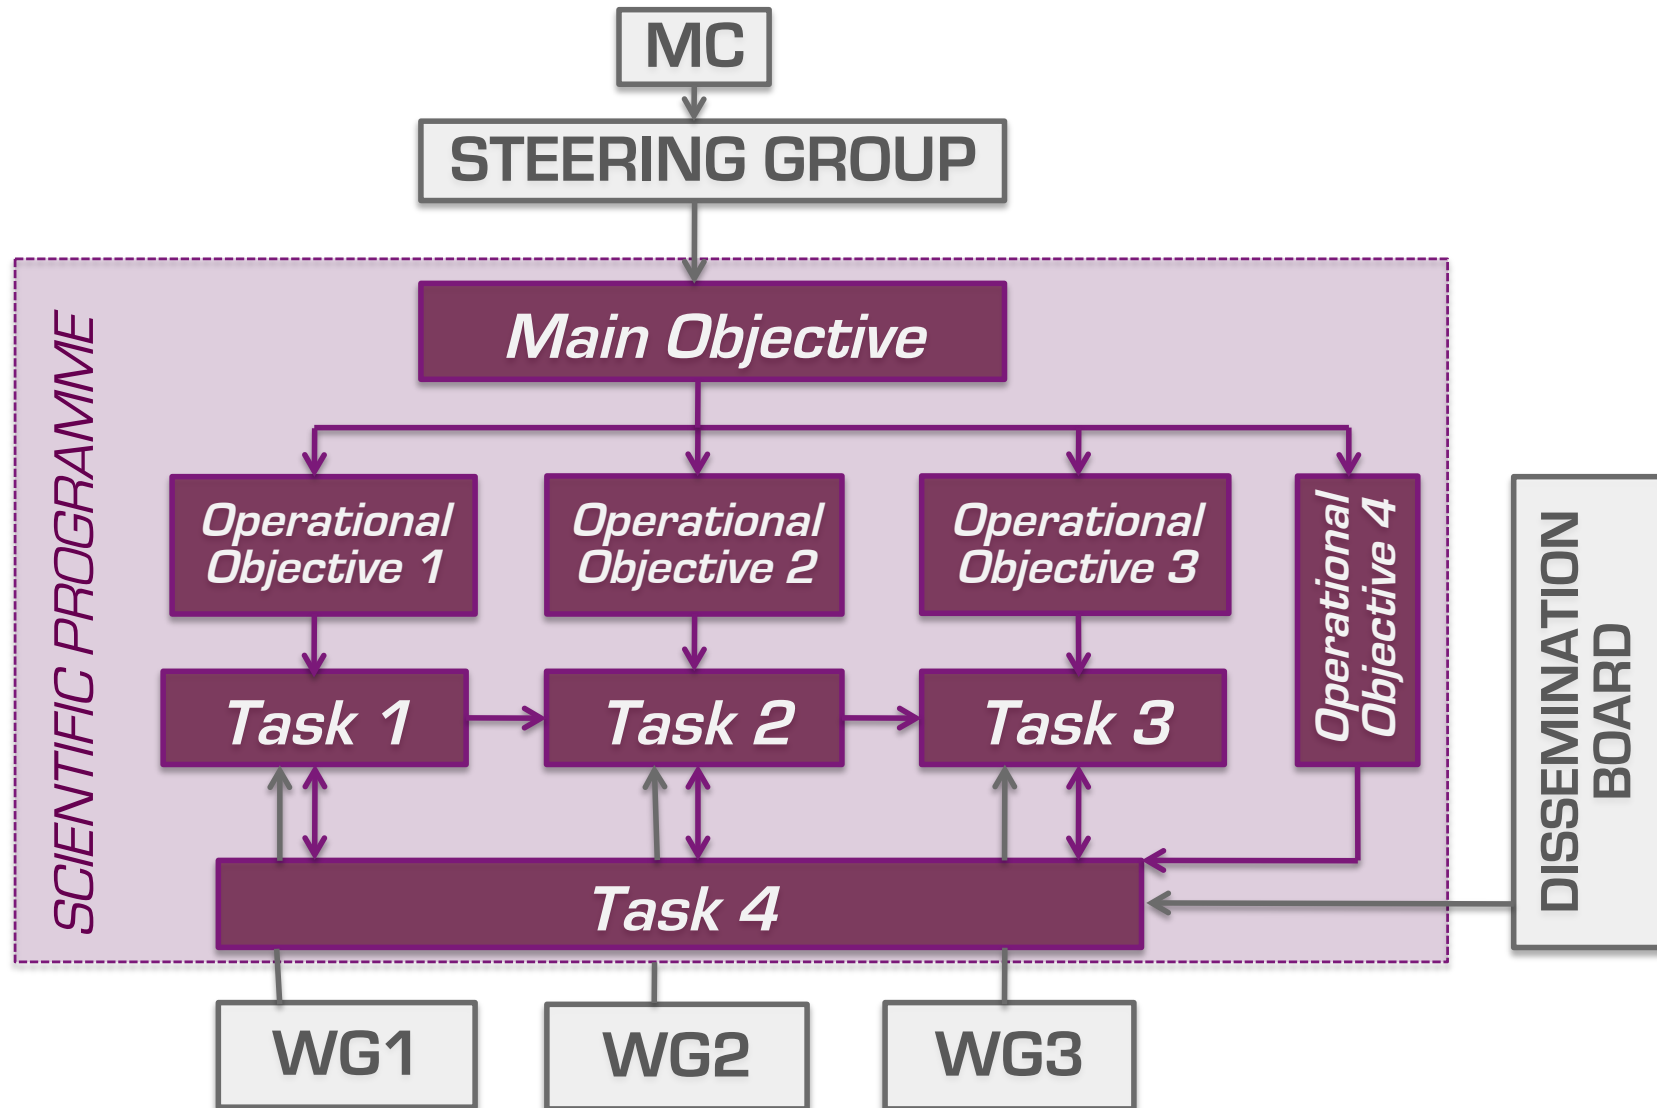 MC
STEERING GROUP
SCIENTIFIC PROGRAMME
Main Objective
Operational
Objective 1
Operational
Objective 2
Operational
Objective 3
Operational
Objective 4
Task 1
Task 2
Task 3
Task 4
DISSEMINATION
BOARD
WG1
WG2
WG3